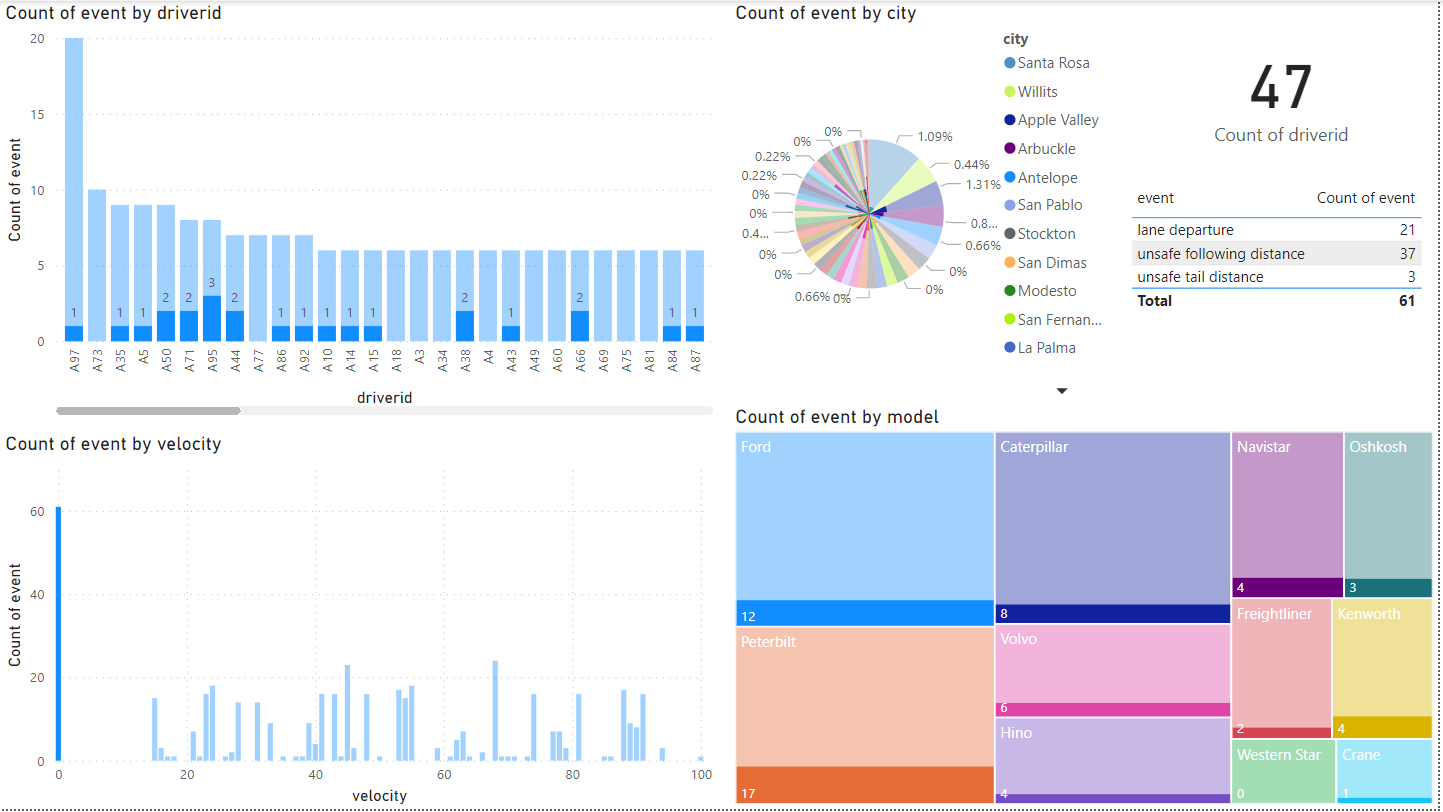 Count of event by driverid
Count of event
20
15
10
5
0
1 1 1 2 2 3 2 1 1 1 1 1 2 1 2 1 1
A97 A73 A35 A5 A50 A71 A95 A44 A77 A86 A92 A10 A14 A15 A18 A3 A34 A38 A4 A43 A49 A60 A66 A69 A75 A81 A84 A87
driverid
Count of event by city
1.09%
0.44%
1.31%
0.8...
0.66%
0%
0%
0%
0.66%
0%
0%
0.4...
0%
0%
0.22%
0.22%
0%
0%
city
Santa Rosa
Willits
Apple Valley
Arbuckle
Antelope
San Pablo
Stockton
San Dimas
Modesto
San Fernan...
La Palma
47
Count of driverid
event Count of event
lane departure 21
unsafe following distance 37
unsafe tail distance 3
Total 61
Count of event by velocity
Count of event
60
40
20
0
0 20 40 60 80 100
velocity
Count of event by model
Ford
12
Peterbilt
17
Caterpillar
8
Volvo
6
Hino
4
Navistar
4
Oshkosh
3
Freightliner
2
Kenworth
4
Western Star
0
Crane
1